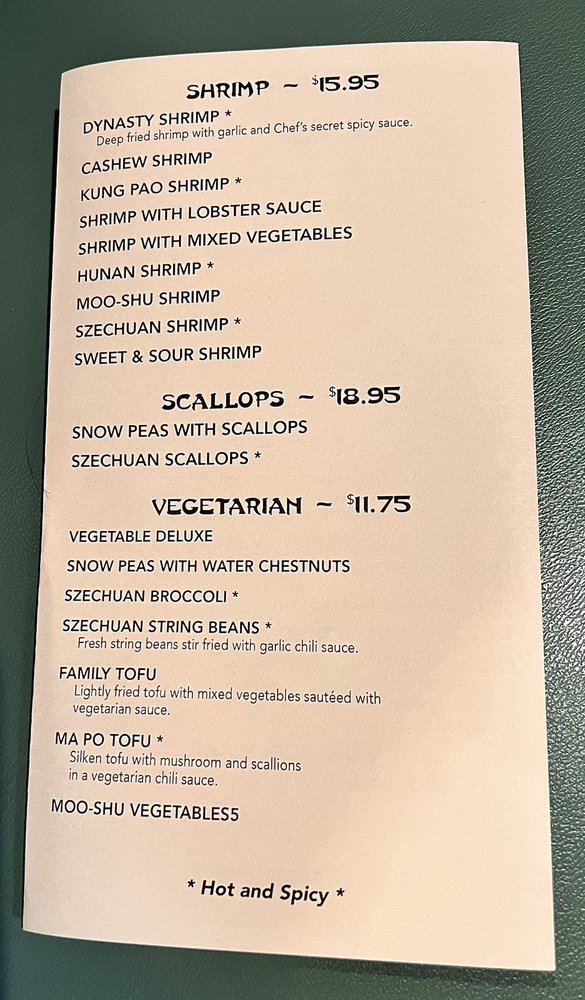 SHRIMP ~ $15.95
DYNASTY SHRIMP *
Deep fried shrimp with garlic and Chef's secret spicy sauce.
CASHEW SHRIMP
KUNG PAO SHRIMP *
SHRIMP WITH LOBSTER SAUCE
SHRIMP WITH MIXED VEGETABLES
HUNAN SHRIMP *
MOO-SHU SHRIMP
SZECHUAN SHRIMP *
SWEET & SOUR SHRIMP
SCALLOPS ~ $18.95
SNOW PEAS WITH SCALLOPS
SZECHUAN SCALLOPS *
VEGETARIAN ~ $11.75
VEGETABLE DELUXE
SNOW PEAS WITH WATER CHESTNUTS
SZECHUAN BROCCOLI *
SZECHUAN STRING BEANS *
Fresh string beans stir fried with garlic chili sauce.
FAMILY TOFU
Lightly fried tofu with mixed vegetables sautéed with
vegetarian sauce.
MA PO TOFU *
Silken tofu with mushroom and scallions
in a vegetarian chili sauce.
MOO-SHU VEGETABLES5
* Hot and Spicy *